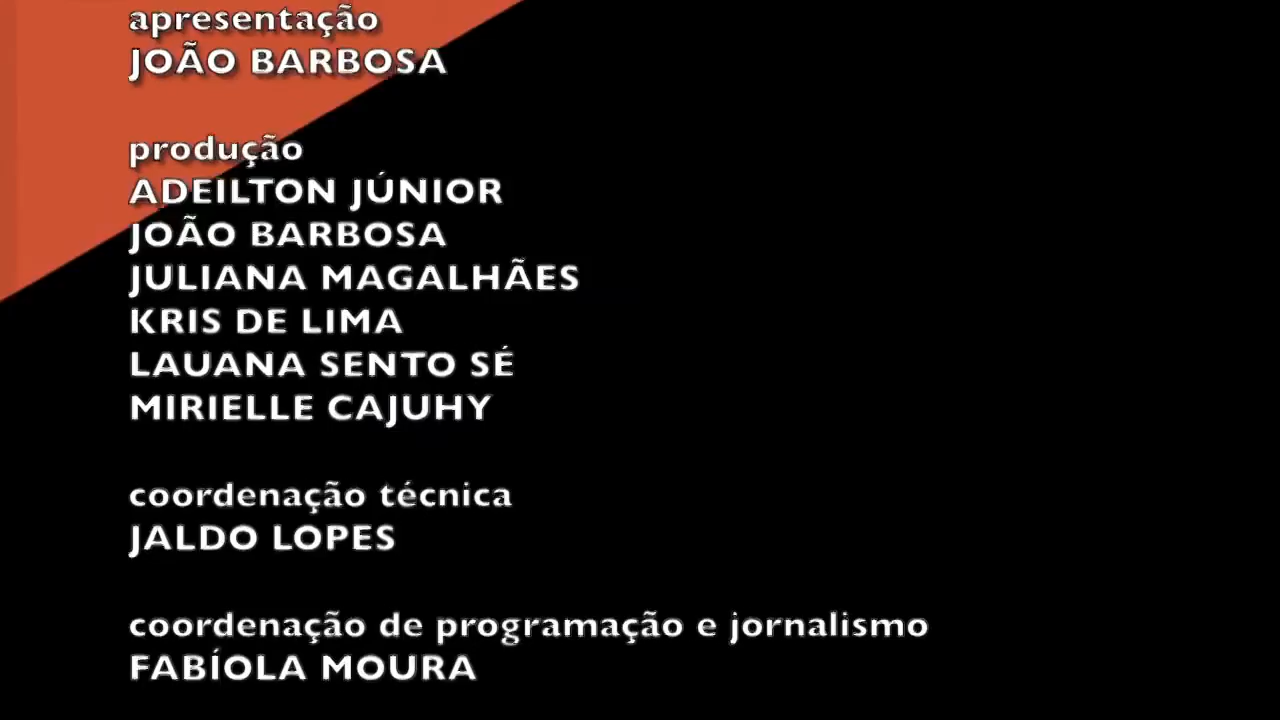 apresentação
JOÃO BARBOSA
produção
ADEILTON JÚNIOR
JOÃO BARBOSA
JULIANA MAGALHÃES
KRIS DE LIMA
LAUANA SENTO SÉ
MIRIELLE CAJUHY
coordenação técnica
JALDO LOPES
coordenação de programação e jornalismo
FABÍOLA MOURA